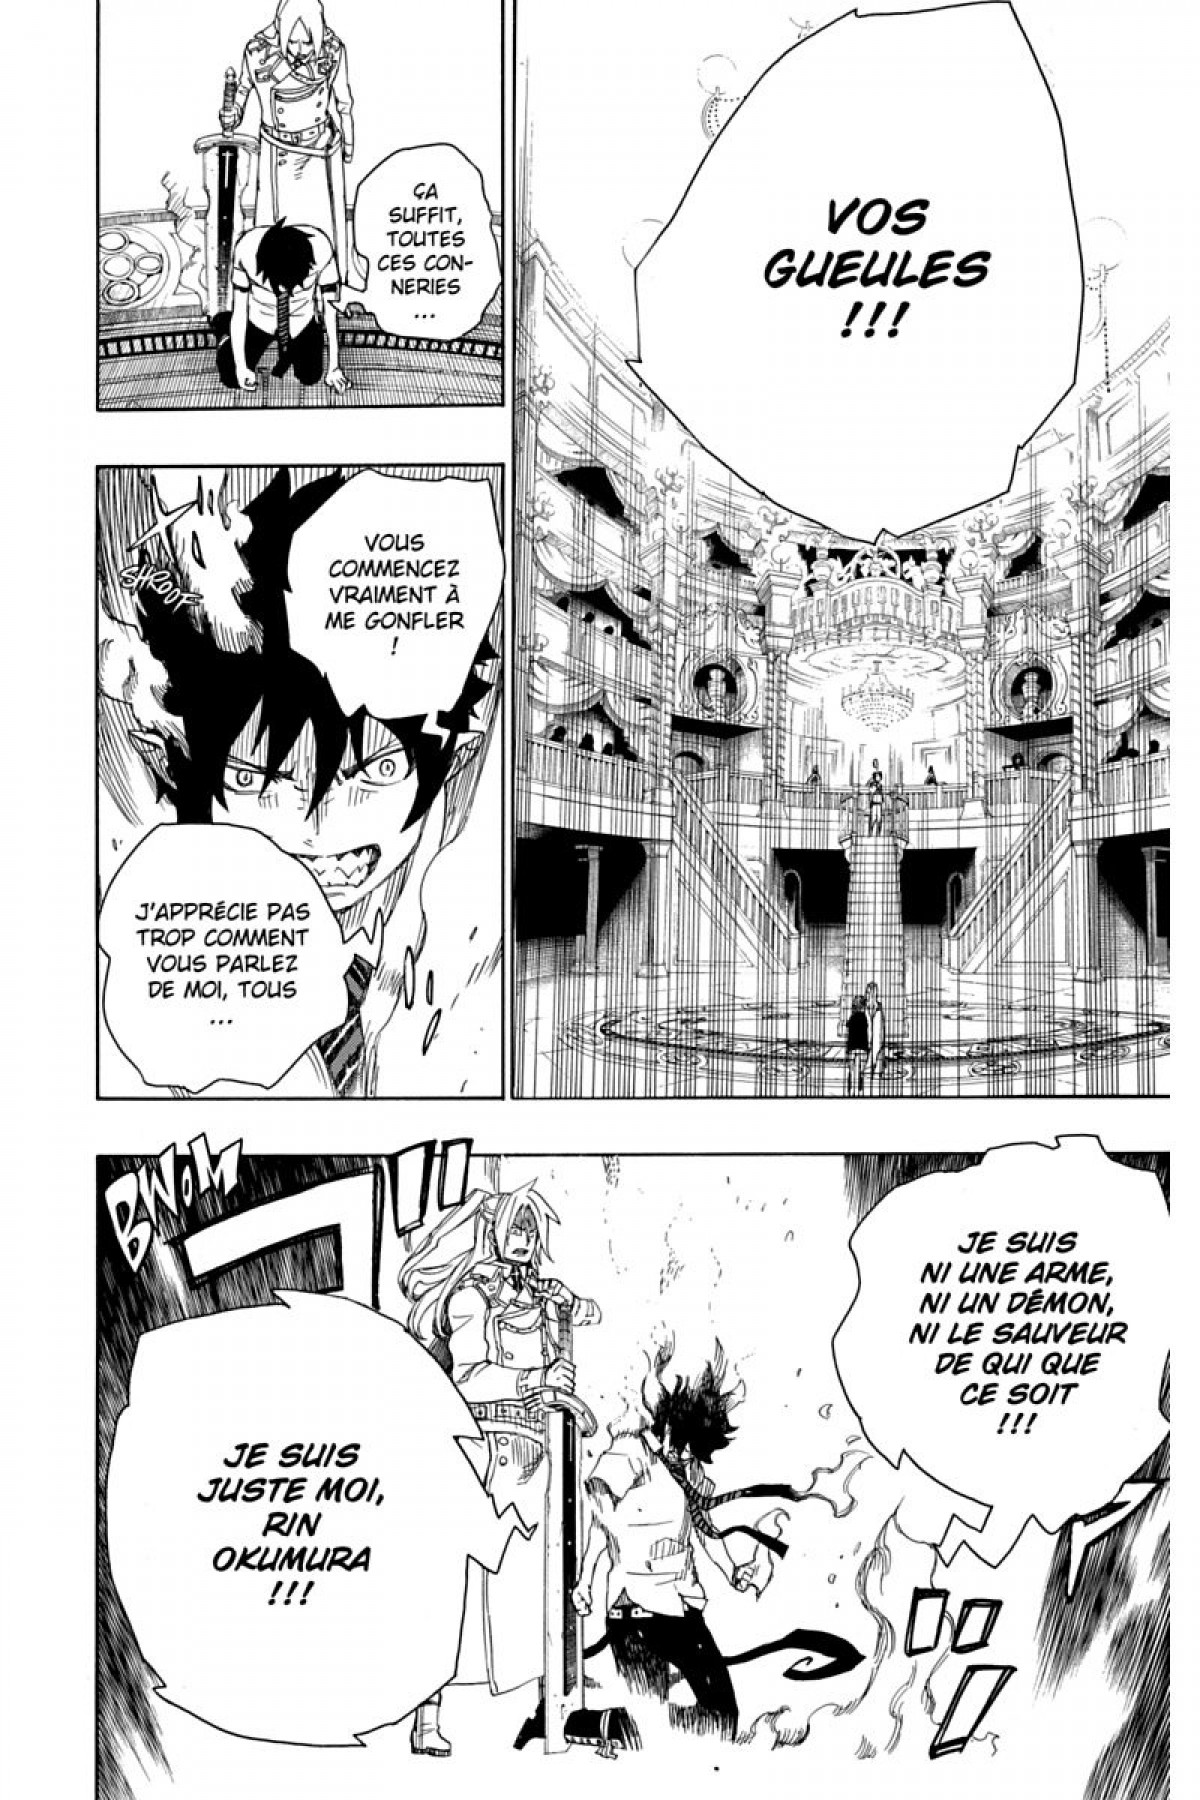 VOS
GUEULES
!!!
ÇA
SUFFIT,
TOUTES
CES CON-
NERIES
...
VOUS
COMMENCEZ
VRAIMENT À
ME GONFLER
!
SHROOF
J'APPRÉCIE PAS
TROP COMMENT
VOUS PARLEZ
DE MOI, TOUS
...
JE SUIS
NI UNE ARME,
NI UN DÉMON,
NI LE SAUVEUR
DE QUI QUE
CE SOIT
!!!
BWOM
JE SUIS
JUSTE MOI,
RIN
OKUMURA
!!!